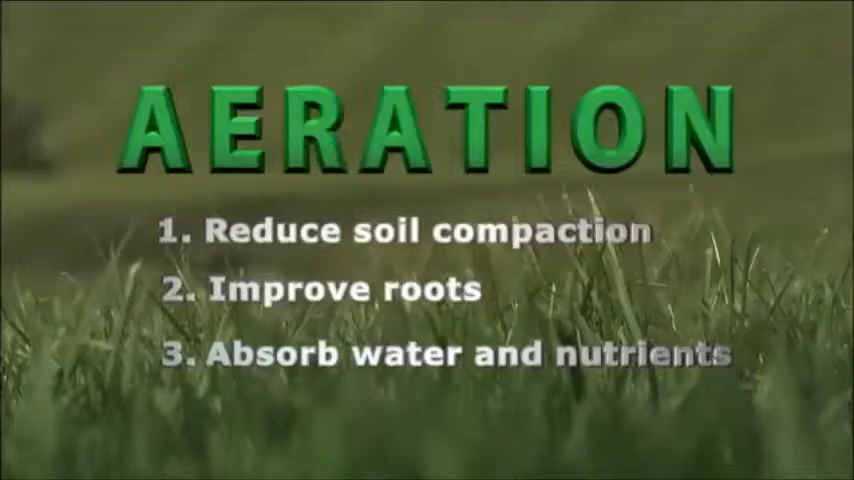 AERATION
1. Reduce soil compaction
2. Improve roots
3. Absorb water and nutrients